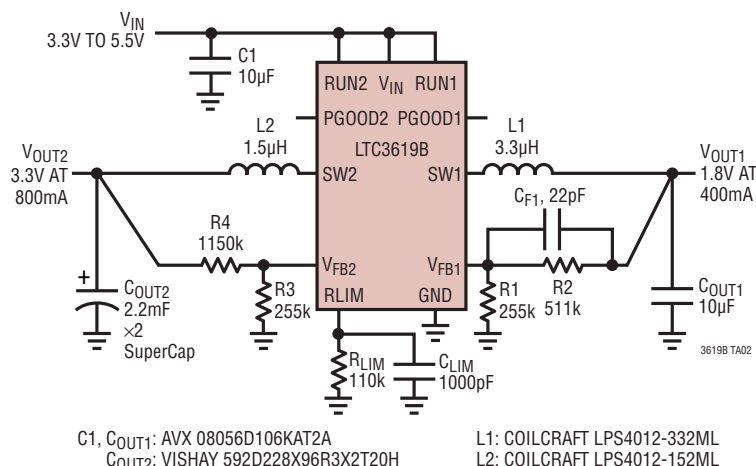 VIN
3.3V TO 5.5V
C1
10µF
RUN2 VIN RUN1
PGOOD2 PGOOD1
LTC3619B
L2
1.5µH
L1
3.3µH
SW2 SW1
VOUT2
3.3V AT
800mA
VOUT1
1.8V AT
400mA
CF1, 22pF
R4
1150k
VFB2 VFB1
RLIM GND
R3
255k
R1
255k
R2
511k
+
COUT2
2.2mF
×2
SuperCap
COUT1
10µF
RLIM
110k
CLIM
1000pF
3619B TA02
C1, COUT1: AVX 08056D106KAT2A
COUT2: VISHAY 592D228X96R3X2T20H
L1: COILCRAFT LPS4012-332ML
L2: COILCRAFT LPS4012-152ML